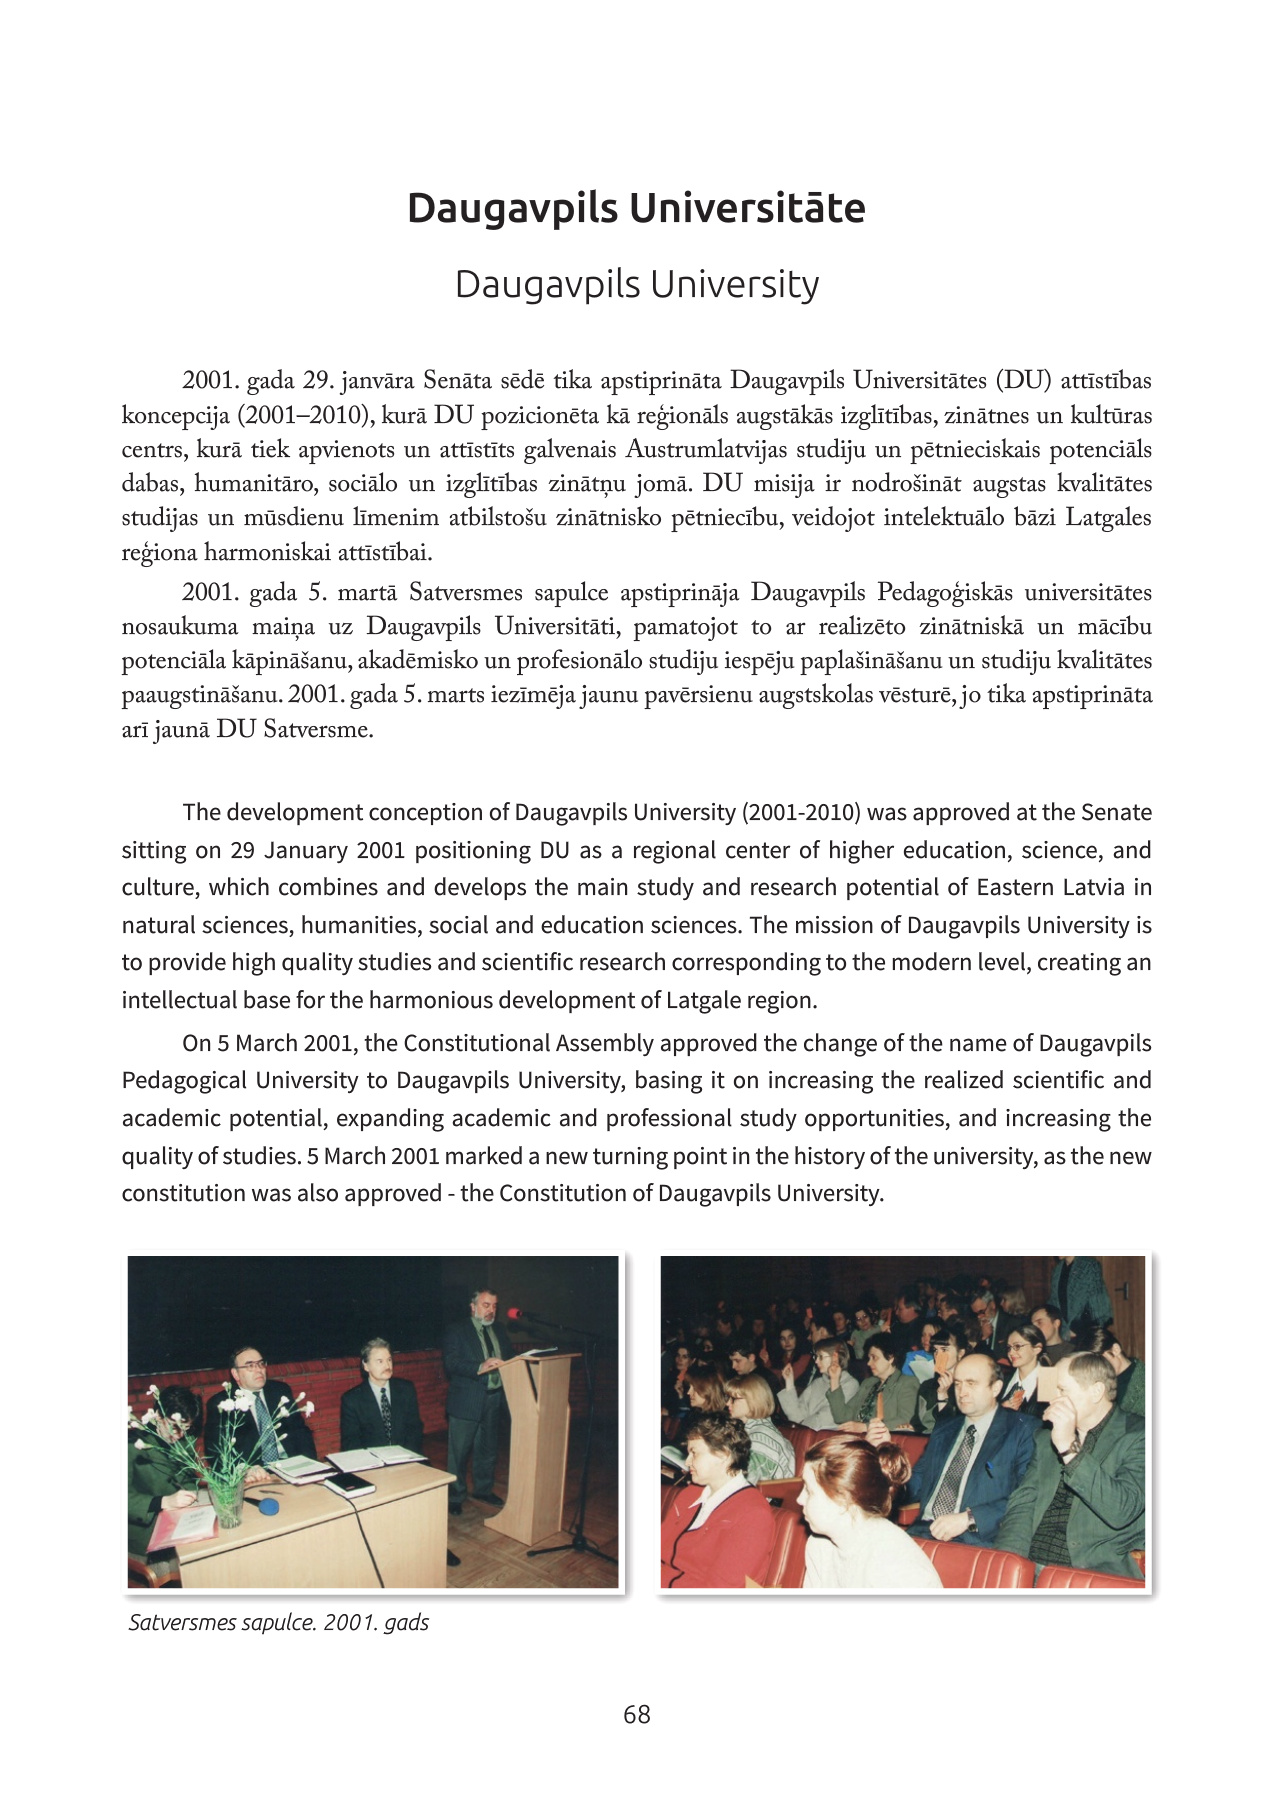 Daugavpils Universitāte
Daugavpils University
2001. gada 29. janvāra Senāta sēdē tika apstiprināta Daugavpils Universitātes (DU) attīstības
koncepcija (2001–2010), kurā DU pozicionēta kā reģionāls augstākās izglītības, zinātnes un kultūras
centrs, kurā tiek apvienots un attīstīts galvenais Austrumlatvijas studiju un pētnieciskais potenciāls
dabas, humanitāro, sociālo un izglītības zinātņu jomā. DU misija ir nodrošināt augstas kvalitātes
studijas un mūsdienu līmenim atbilstošu zinātnisko pētniecību, veidojot intelektuālo bāzi Latgales
reģiona harmoniskai attīstībai.
2001. gada 5. martā Satversmes sapulce apstiprināja Daugavpils Pedagoģiskās universitātes
nosaukuma maiņa uz Daugavpils Universitāti, pamatojot to ar realizēto zinātniskā un mācību
potenciāla kāpināšanu, akadēmisko un profesionālo studiju iespēju paplašināšanu un studiju kvalitātes
paaugstināšanu. 2001. gada 5. marts iezīmēja jaunu pavērsienu augstskolas vēsturē, jo tika apstiprināta
arī jaunā DU Satversme.
The development conception of Daugavpils University (2001-2010) was approved at the Senate
sitting on 29 January 2001 positioning DU as a regional center of higher education, science, and
culture, which combines and develops the main study and research potential of Eastern Latvia in
natural sciences, humanities, social and education sciences. The mission of Daugavpils University is
to provide high quality studies and scientific research corresponding to the modern level, creating an
intellectual base for the harmonious development of Latgale region.
On 5 March 2001, the Constitutional Assembly approved the change of the name of Daugavpils
Pedagogical University to Daugavpils University, basing it on increasing the realized scientific and
academic potential, expanding academic and professional study opportunities, and increasing the
quality of studies. 5 March 2001 marked a new turning point in the history of the university, as the new
constitution was also approved - the Constitution of Daugavpils University.
Satversmes sapulce. 2001. gads
68